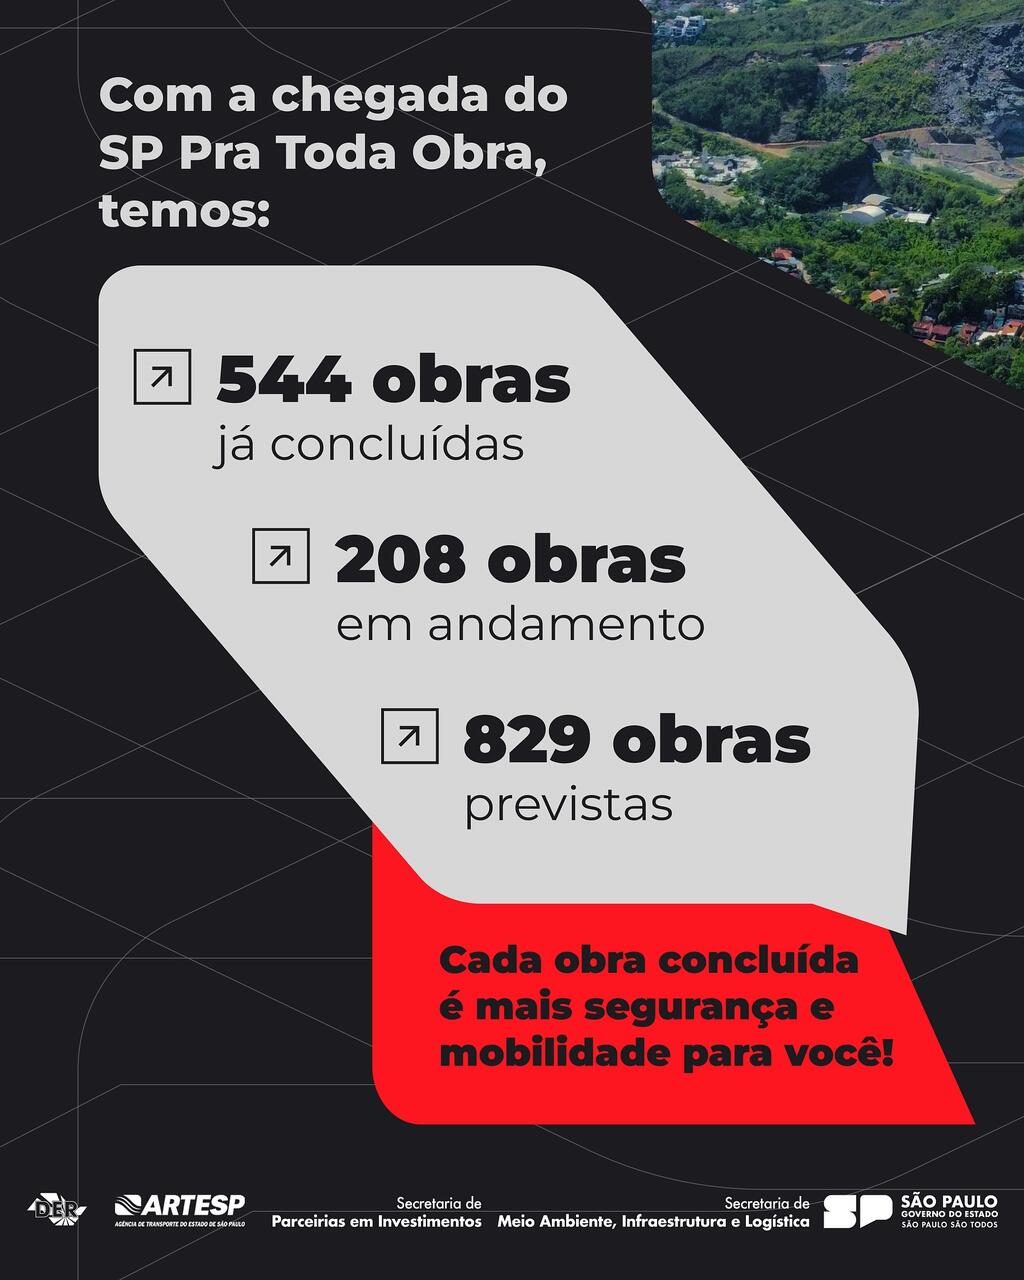 Com a chegada do
SP Pra Toda Obra,
temos:
544 obras
já concluídas
208 obras
em andamento
829 obras
previstas
Cada obra concluída
é mais segurança e
mobilidade para você!
DER
ARTESP
AGÊNCIA DE TRANSPORTE DO ESTADO DE SÃO PAULO
Secretaria de
Parcerias em Investimentos
Secretaria de
Meio Ambiente, Infraestrutura e Logística
SP
SÃO PAULO
GOVERNO DO ESTADO
SÃO PAULO SÃO TODOS